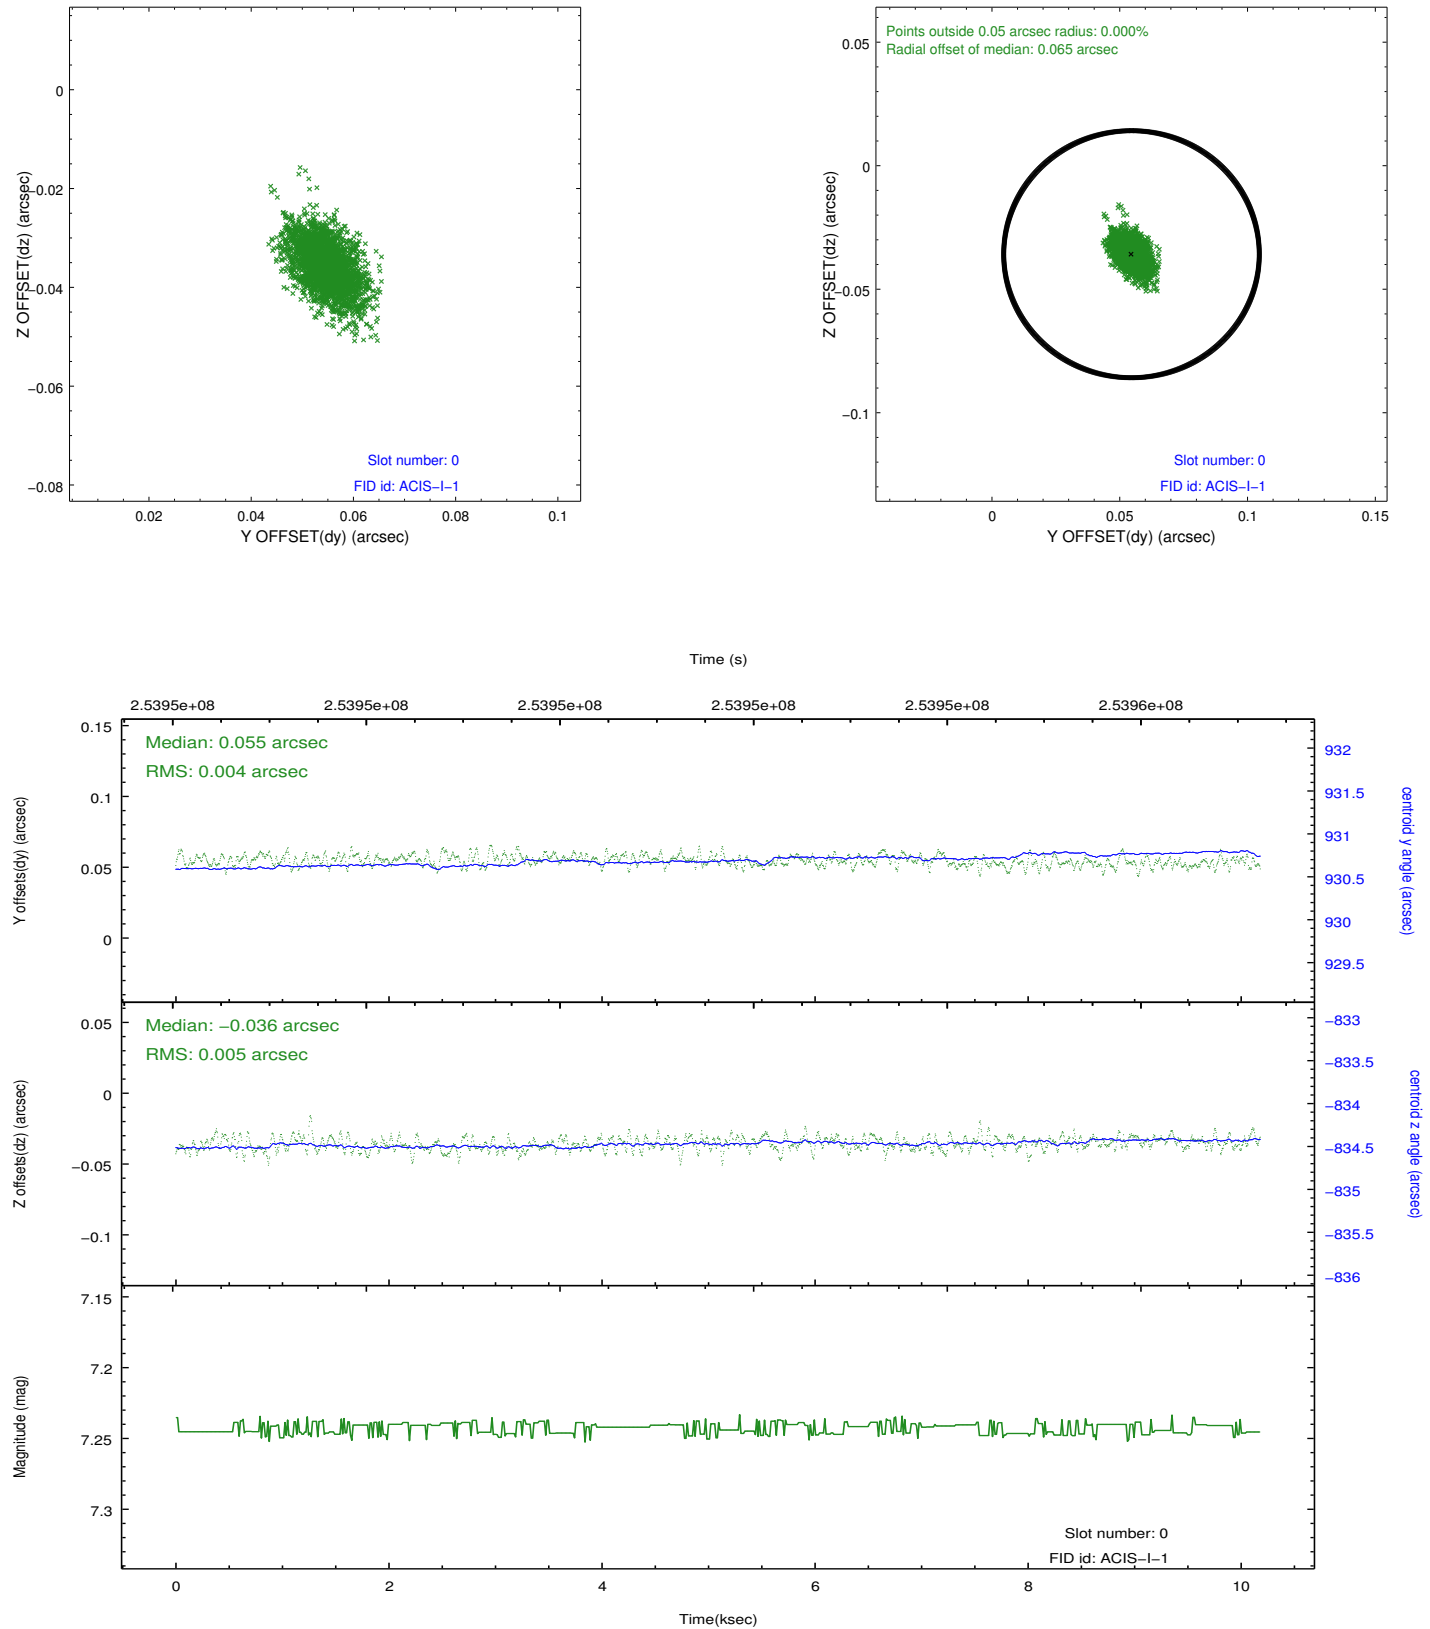 0
−0.02
−0.04
−0.06
−0.08
Z OFFSET(dz) (arcsec)
Slot number: 0
FID id: ACIS−I−1
0.02
0.04
0.06
0.08
0.1
Y OFFSET(dy) (arcsec)
Points outside 0.05 arcsec radius: 0.000%
Radial offset of median: 0.065 arcsec
0.05
0
−0.05
−0.1
Z OFFSET(dz) (arcsec)
Slot number: 0
FID id: ACIS−I−1
0
0.05
0.1
0.15
Y OFFSET(dy) (arcsec)
Time (s)
2.5395e+08
2.5395e+08
2.5395e+08
2.5395e+08
2.5395e+08
2.5396e+08
Median: 0.055 arcsec
RMS: 0.004 arcsec
0.15
0.1
0.05
0
Y offsets(dy) (arcsec)
932
931.5
931
930.5
930
929.5
centroid y angle (arcsec)
Median: −0.036 arcsec
RMS: 0.005 arcsec
0.05
0
−0.05
−0.1
Z offsets(dz) (arcsec)
−833
−833.5
−834
−834.5
−835
−835.5
−836
centroid z angle (arcsec)
7.15
7.2
7.25
7.3
Magnitude (mag)
Slot number: 0
FID id: ACIS−I−1
0
2
4
6
8
10
Time(ksec)